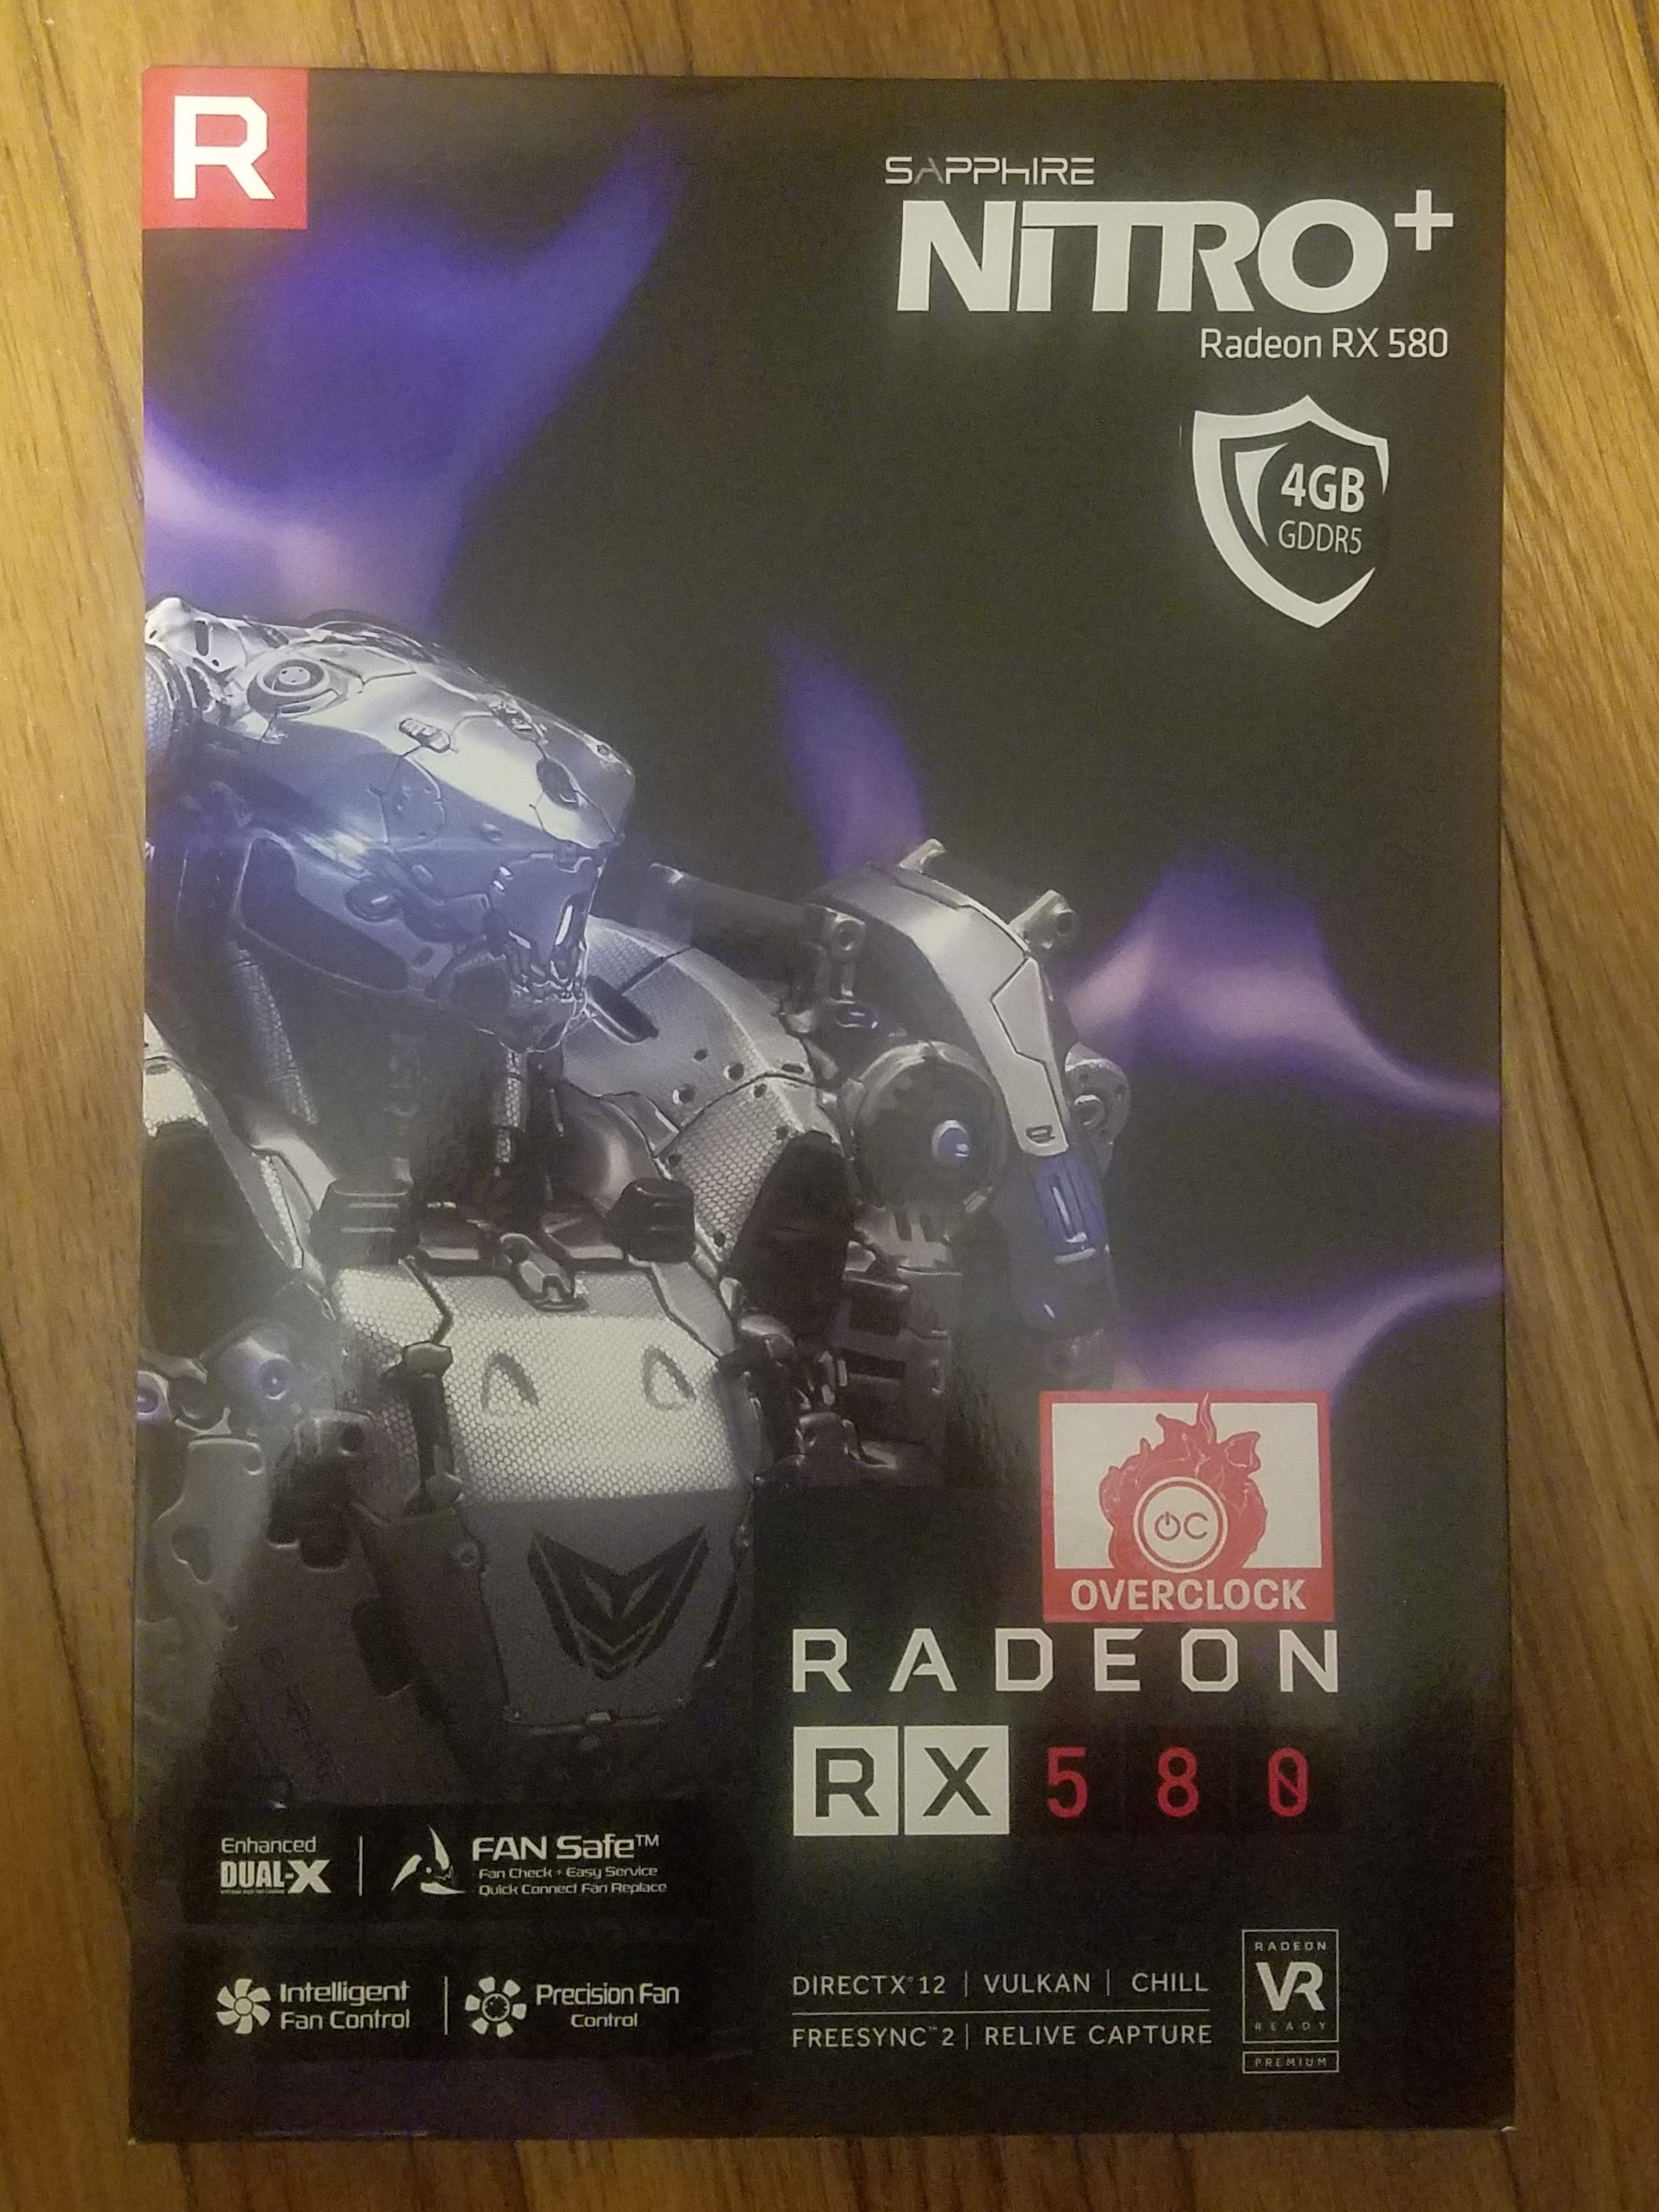 R
SAPPHIRE
NITRO+
Radeon RX 580
4GB
GDDR5
OC
OVERCLOCK
RADEON
RX 580
Enhanced
DUAL-X
FAN Safe™
Fan Check + Easy Service
Quick Connect Fan Replace
Intelligent
Fan Control
Precision Fan
Control
DIRECTX® 12 | VULKAN | CHILL
FREESYNC™ 2 | RELIVE CAPTURE
RADEON
VR
READY
PREMIUM